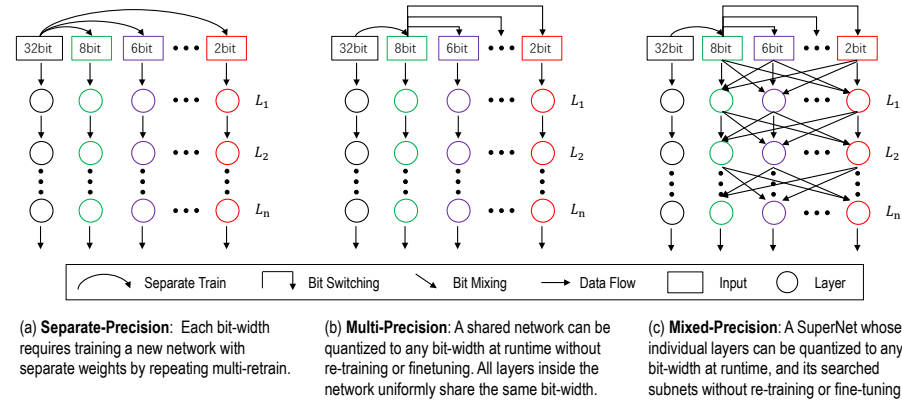 32bit 8bit 6bit 2bit
L1
L2
Ln
32bit 8bit 6bit 2bit
L1
L2
Ln
32bit 8bit 6bit 2bit
L1
L2
Ln
Separate Train Bit Switching Bit Mixing Data Flow Input Layer
(a) Separate-Precision: Each bit-width
requires training a new network with
separate weights by repeating multi-retrain.
(b) Multi-Precision: A shared network can be
quantized to any bit-width at runtime without
re-training or finetuning. All layers inside the
network uniformly share the same bit-width.
(c) Mixed-Precision: A SuperNet whose
individual layers can be quantized to any
bit-width at runtime, and its searched
subnets without re-training or fine-tuning